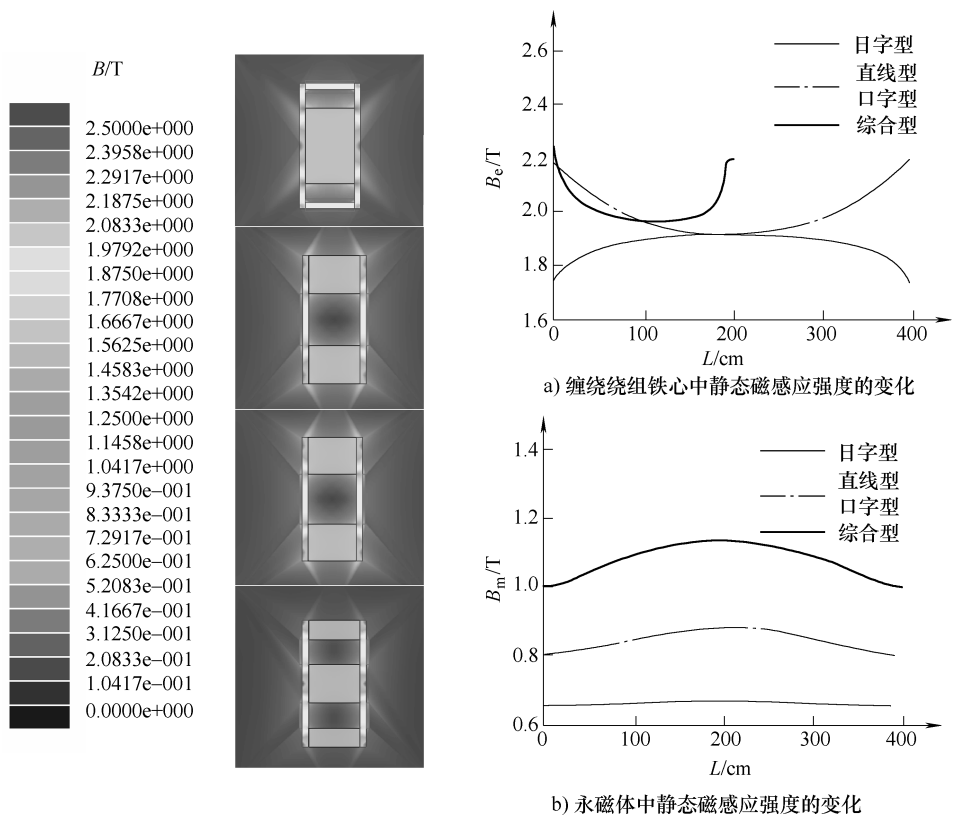 B/T
2.5000e+000
2.3958e+000
2.2917e+000
2.1875e+000
2.0833e+000
1.9792e+000
1.8750e+000
1.7708e+000
1.6667e+000
1.5625e+000
1.4583e+000
1.3542e+000
1.2500e+000
1.1458e+000
1.0417e+000
9.3750e−001
8.3333e−001
7.2917e−001
6.2500e−001
5.2083e−001
4.1667e−001
3.1250e−001
2.0833e−001
1.0417e−001
0.0000e+000
2.6
2.4
2.2
2.0
1.8
1.6
Be/T
日字型
直线型
口字型
综合型
0 100 200 300 400
L/cm
a) 缠绕绕组铁心中静态磁感应强度的变化
1.4
1.2
1.0
0.8
0.6
Bm/T
日字型
直线型
口字型
综合型
0 100 200 300 400
L/cm
b) 永磁体中静态磁感应强度的变化